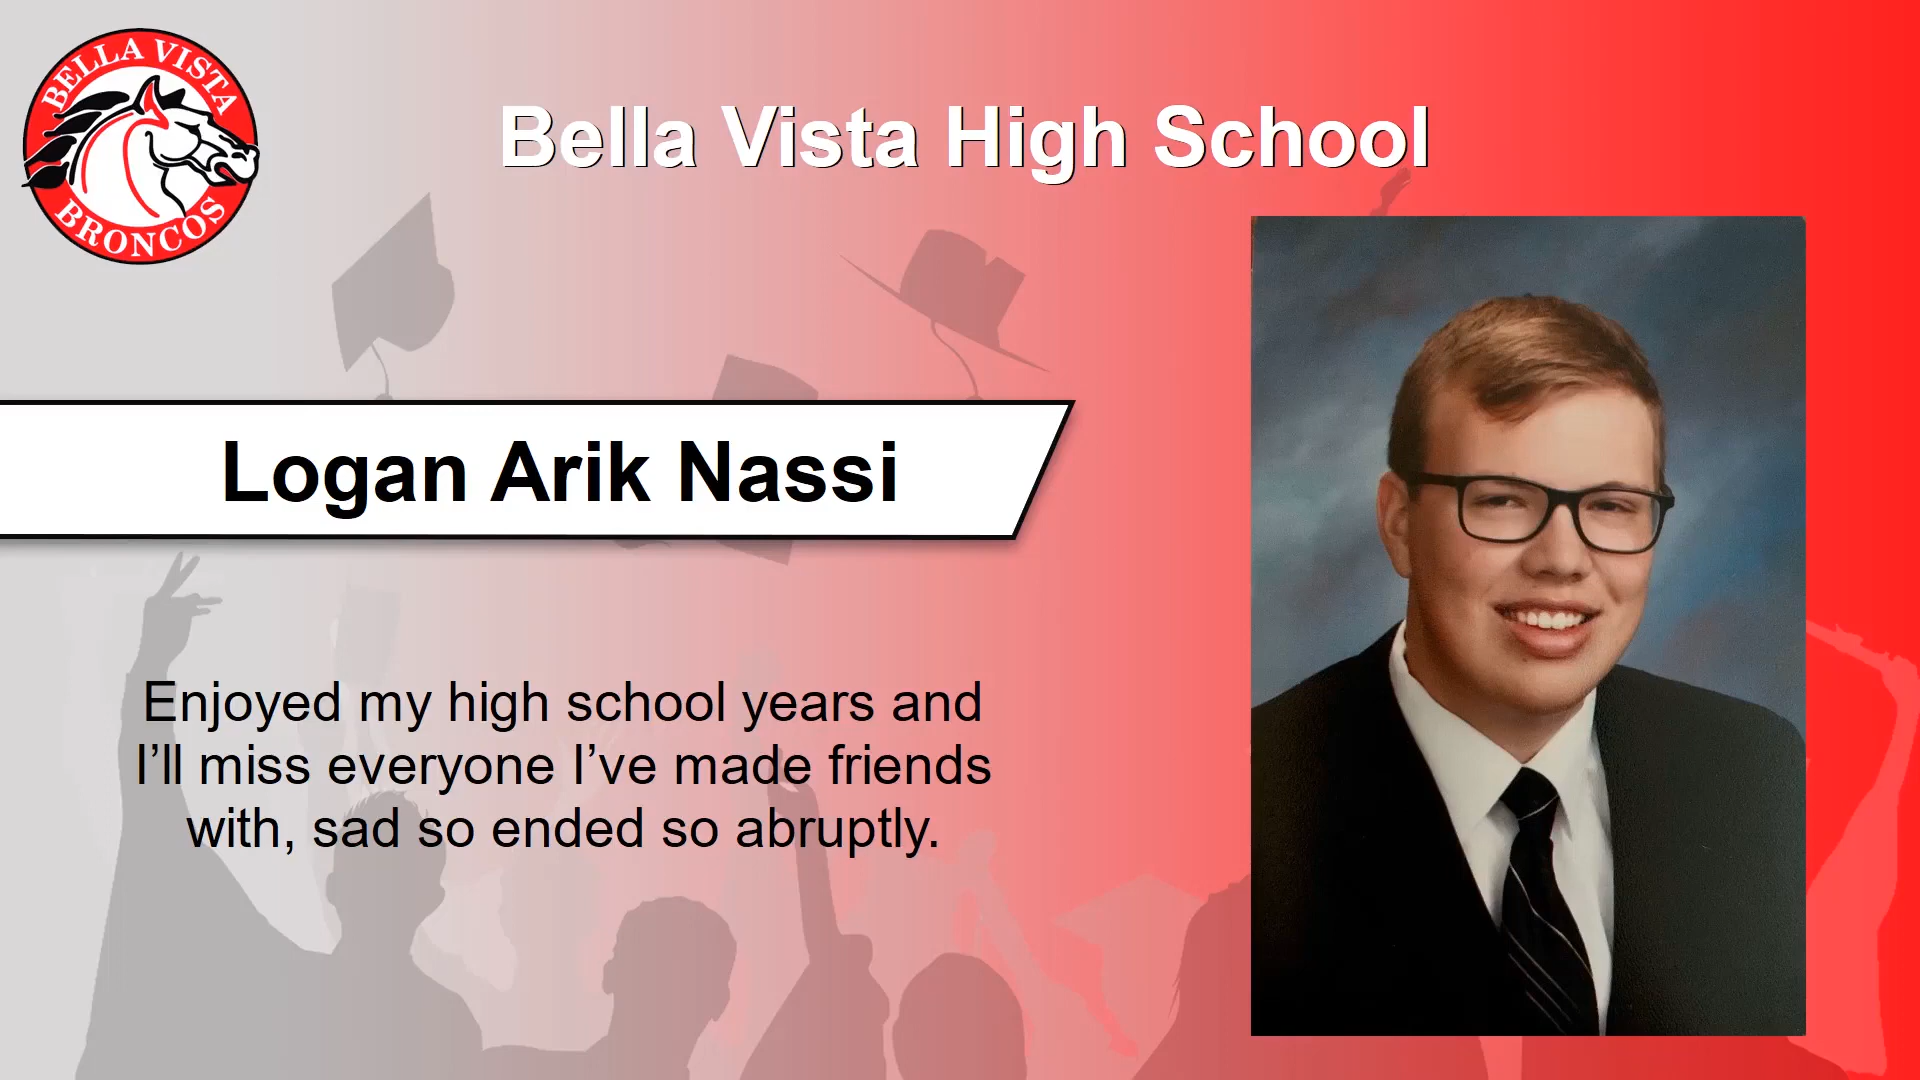 BELLA VISTA
BRONCOS
Bella Vista High School
Logan Arik Nassi
Enjoyed my high school years and
I’ll miss everyone I’ve made friends
with, sad so ended so abruptly.